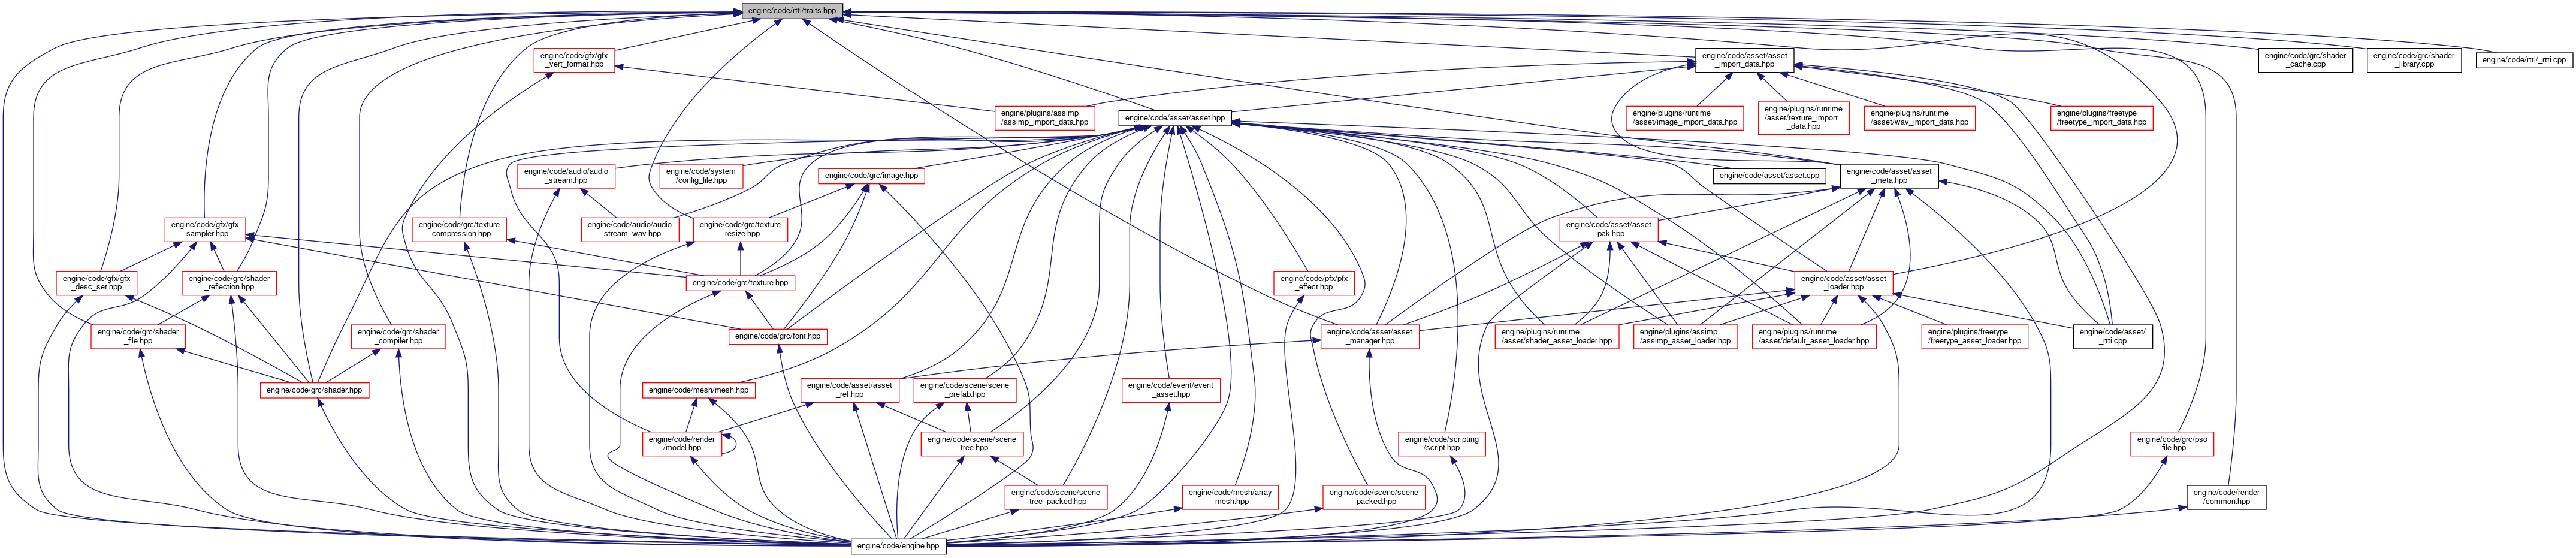 engine/code/rtti/traits.hpp
engine/code/gfx/gfx
_vert_format.hpp
engine/code/asset/asset
_import_data.hpp
engine/code/grc/shader
_cache.cpp
engine/code/grc/shader
_library.cpp
engine/code/rtti/_rtti.cpp
engine/plugins/assimp
/assimp_import_data.hpp
engine/code/asset/asset.hpp
engine/plugins/runtime
/asset/image_import_data.hpp
engine/plugins/runtime
/asset/texture_import
_data.hpp
engine/plugins/runtime
/asset/wav_import_data.hpp
engine/plugins/freetype
/freetype_import_data.hpp
engine/code/audio/audio
_stream.hpp
engine/code/system
/config_file.hpp
engine/code/grc/image.hpp
engine/code/asset/asset.cpp
engine/code/asset/asset
_meta.hpp
engine/code/gfx/gfx
_sampler.hpp
engine/code/grc/texture
_compression.hpp
engine/code/audio/audio
_stream_wav.hpp
engine/code/grc/texture
_resize.hpp
engine/code/asset/asset
_pak.hpp
engine/code/gfx/gfx
_desc_set.hpp
engine/code/grc/shader
_reflection.hpp
engine/code/grc/texture.hpp
engine/code/pfx/pfx
_effect.hpp
engine/code/asset/asset
_loader.hpp
engine/code/grc/shader
_file.hpp
engine/code/grc/shader
_compiler.hpp
engine/code/grc/font.hpp
engine/code/asset/asset
_manager.hpp
engine/plugins/runtime
/asset/shader_asset_loader.hpp
engine/plugins/assimp
/assimp_asset_loader.hpp
engine/plugins/runtime
/asset/default_asset_loader.hpp
engine/plugins/freetype
/freetype_asset_loader.hpp
engine/code/asset/
_rtti.cpp
engine/code/grc/shader.hpp
engine/code/mesh/mesh.hpp
engine/code/asset/asset
_ref.hpp
engine/code/scene/scene
_prefab.hpp
engine/code/event/event
_asset.hpp
engine/code/render
/model.hpp
engine/code/scene/scene
_tree.hpp
engine/code/scripting
/script.hpp
engine/code/grc/pso
_file.hpp
engine/code/scene/scene
_tree_packed.hpp
engine/code/mesh/array
_mesh.hpp
engine/code/scene/scene
_packed.hpp
engine/code/render
/common.hpp
engine/code/engine.hpp